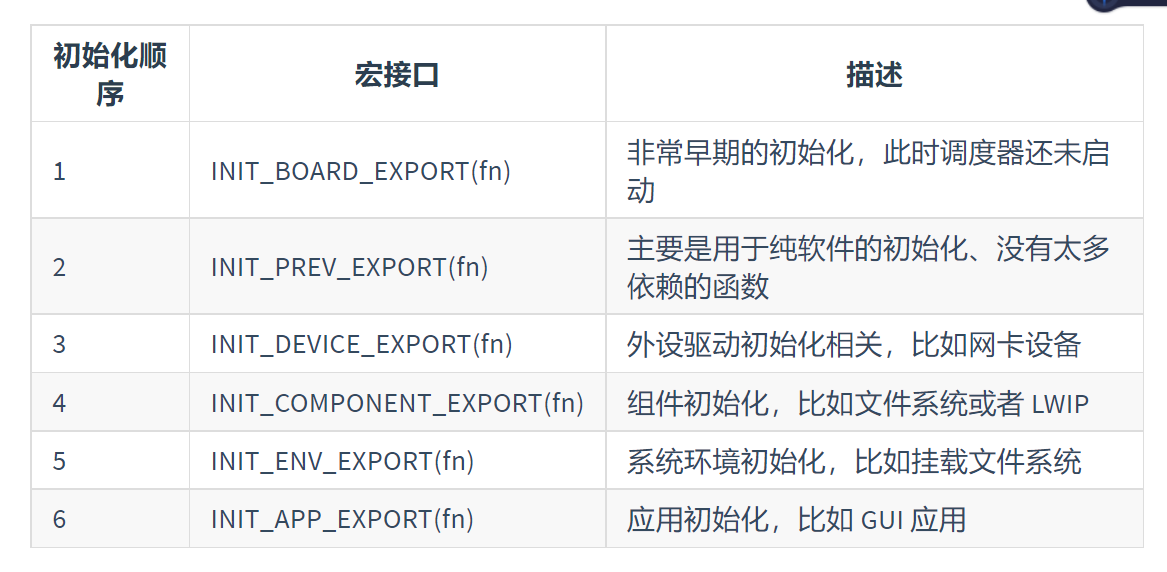 初始化顺
序
宏接口
描述
1
INIT_BOARD_EXPORT(fn)
非常早期的初始化，此时调度器还未启
动
2
INIT_PREV_EXPORT(fn)
主要是用于纯软件的初始化、没有太多
依赖的函数
3
INIT_DEVICE_EXPORT(fn)
外设驱动初始化相关，比如网卡设备
4
INIT_COMPONENT_EXPORT(fn)
组件初始化，比如文件系统或者 LWIP
5
INIT_ENV_EXPORT(fn)
系统环境初始化，比如挂载文件系统
6
INIT_APP_EXPORT(fn)
应用初始化，比如 GUI 应用